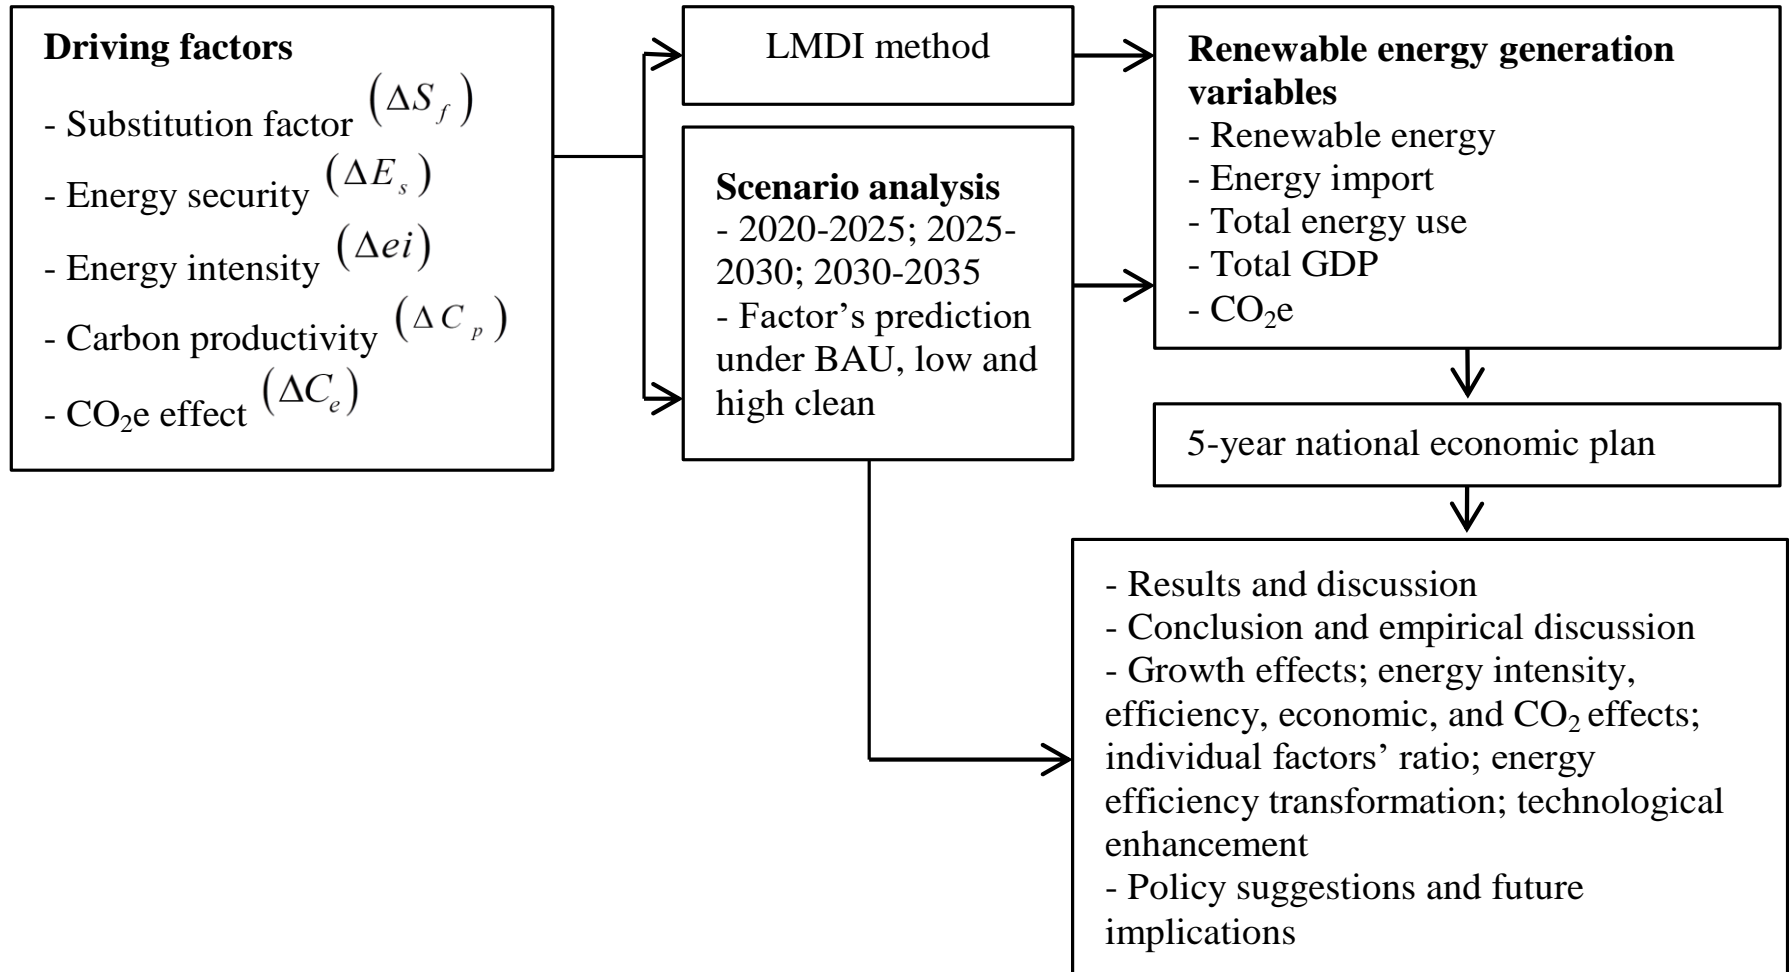 Driving factors
- Substitution factor (ΔS_f)
- Energy security (ΔE_s)
- Energy intensity (Δei)
- Carbon productivity (ΔC_p)
- CO₂e effect (ΔC_e)
LMDI method
Scenario analysis
- 2020-2025; 2025-
2030; 2030-2035
- Factor’s prediction
under BAU, low and
high clean
Renewable energy generation
variables
- Renewable energy
- Energy import
- Total energy use
- Total GDP
- CO₂e
5-year national economic plan
- Results and discussion
- Conclusion and empirical discussion
- Growth effects; energy intensity,
efficiency, economic, and CO₂ effects;
individual factors’ ratio; energy
efficiency transformation; technological
enhancement
- Policy suggestions and future
implications